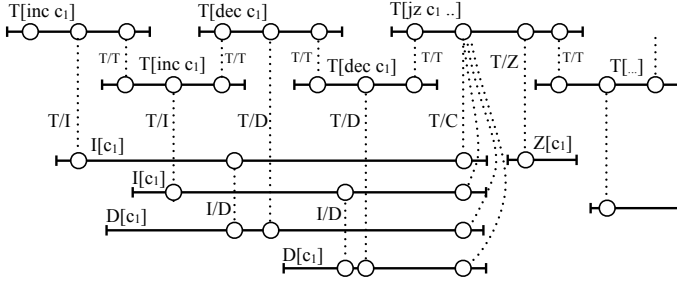 T[inc c₁] T[dec c₁] T[jz c₁ ..]
T/T T/T T/T T/T T/Z T/T
T[inc c₁] T[dec c₁] T[...]
T/I T/I T/D T/D T/C
I[c₁] Z[c₁]
I[c₁]
D[c₁] I/D I/D
D[c₁]